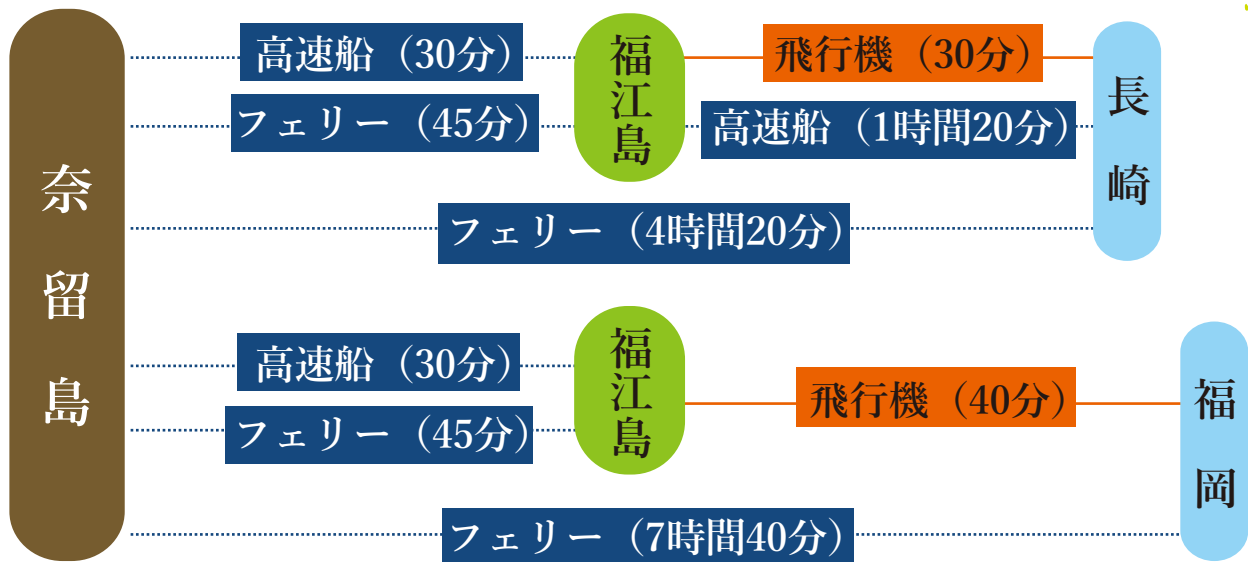 奈留島
高速船（30分）
福江島
飛行機（30分）
長崎
フェリー（45分）
高速船（1時間20分）
フェリー（4時間20分）
高速船（30分）
福江島
飛行機（40分）
福岡
フェリー（45分）
フェリー（7時間40分）